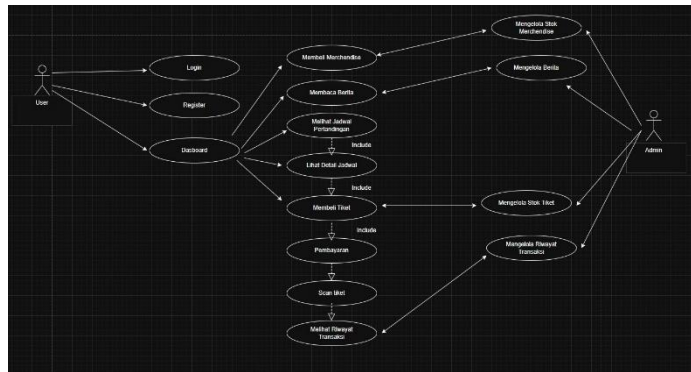 Mengelola Stok
Merchandise
Membeli Merchandise
Login
Mengelola Berita
User
Membaca Berita
Register
Melihat Jadwal
Pertandingan
Include
Dasboard
Admin
Lihat Detail Jadwal
Include
Membeli Tiket
Mengelola Stok Tiket
Include
Pembayaran
Mengelola Riwayat
Transaksi
Scan tiket
Melihat Riwayat
Transaksi